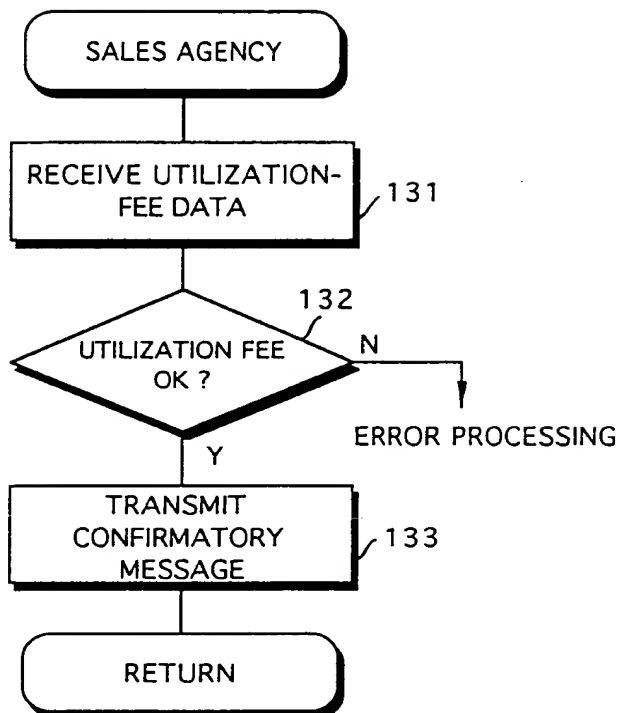 SALES AGENCY
RECEIVE UTILIZATION-
FEE DATA
131
132
UTILIZATION FEE
OK ?
N
ERROR PROCESSING
Y
TRANSMIT
CONFIRMATORY
MESSAGE
133
RETURN